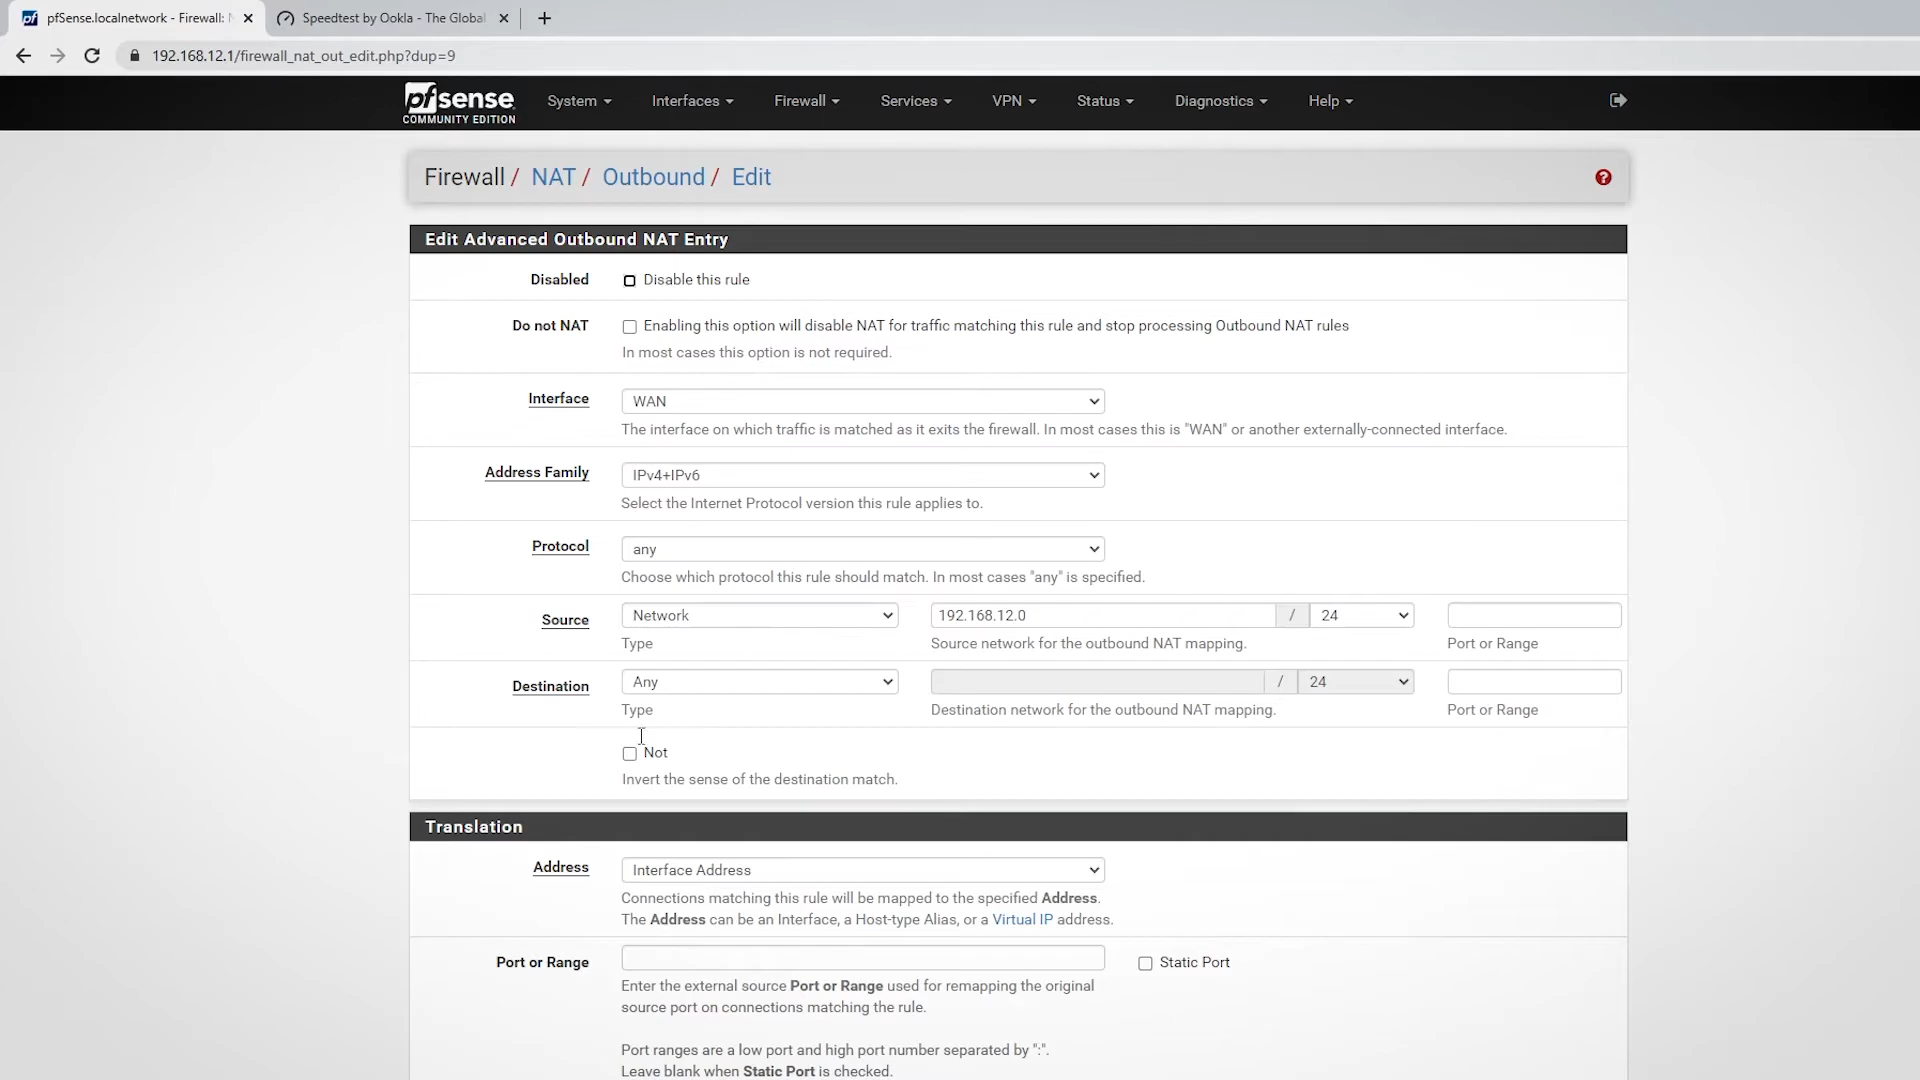 pfSense.localnetwork - Firewall: N
Speedtest by Ookla - The Global
192.168.12.1/firewall_nat_out_edit.php?dup=9
pfsense
COMMUNITY EDITION
System
Interfaces
Firewall
Services
VPN
Status
Diagnostics
Help
Firewall / NAT / Outbound / Edit
Edit Advanced Outbound NAT Entry
Disabled
Disable this rule
Do not NAT
Enabling this option will disable NAT for traffic matching this rule and stop processing Outbound NAT rules
In most cases this option is not required.
Interface
WAN
The interface on which traffic is matched as it exits the firewall. In most cases this is "WAN" or another externally-connected interface.
Address Family
IPv4+IPv6
Select the Internet Protocol version this rule applies to.
Protocol
any
Choose which protocol this rule should match. In most cases "any" is specified.
Source
Network
192.168.12.0 / 24
Type
Source network for the outbound NAT mapping.
Port or Range
Destination
Any
/ 24
Type
Destination network for the outbound NAT mapping.
Port or Range
Not
Invert the sense of the destination match.
Translation
Address
Interface Address
Connections matching this rule will be mapped to the specified Address.
The Address can be an Interface, a Host-type Alias, or a Virtual IP address.
Port or Range
Static Port
Enter the external source Port or Range used for remapping the original
source port on connections matching the rule.
Port ranges are a low port and high port number separated by ":".
Leave blank when Static Port is checked.